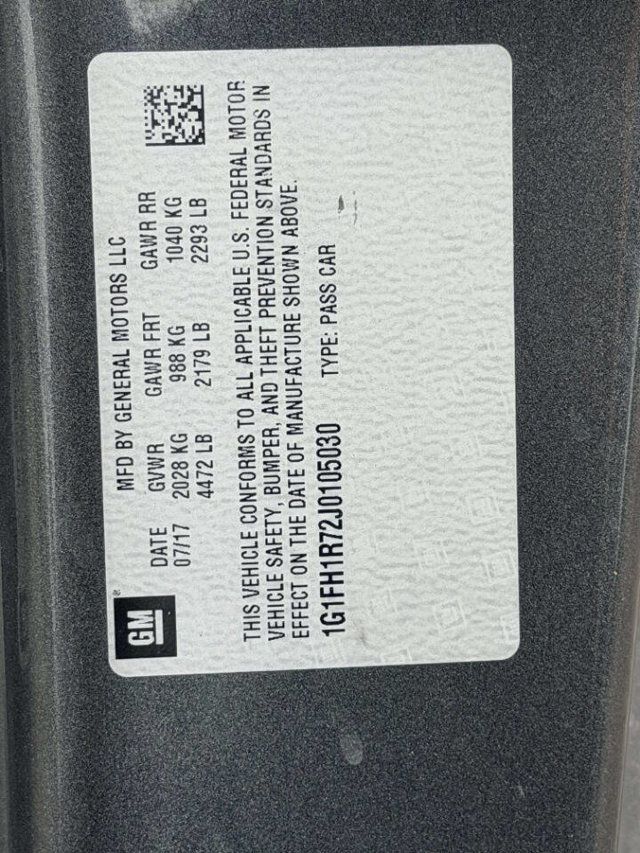 GM
MFD BY GENERAL MOTORS LLC
DATE GVWR GAWR FRT GAWR RR
07/17 2028 KG 988 KG 1040 KG
4472 LB 2179 LB 2293 LB
THIS VEHICLE CONFORMS TO ALL APPLICABLE U.S. FEDERAL MOTOR
VEHICLE SAFETY, BUMPER, AND THEFT PREVENTION STANDARDS IN
EFFECT ON THE DATE OF MANUFACTURE SHOWN ABOVE.
1G1FH1R72J0105030 TYPE: PASS CAR